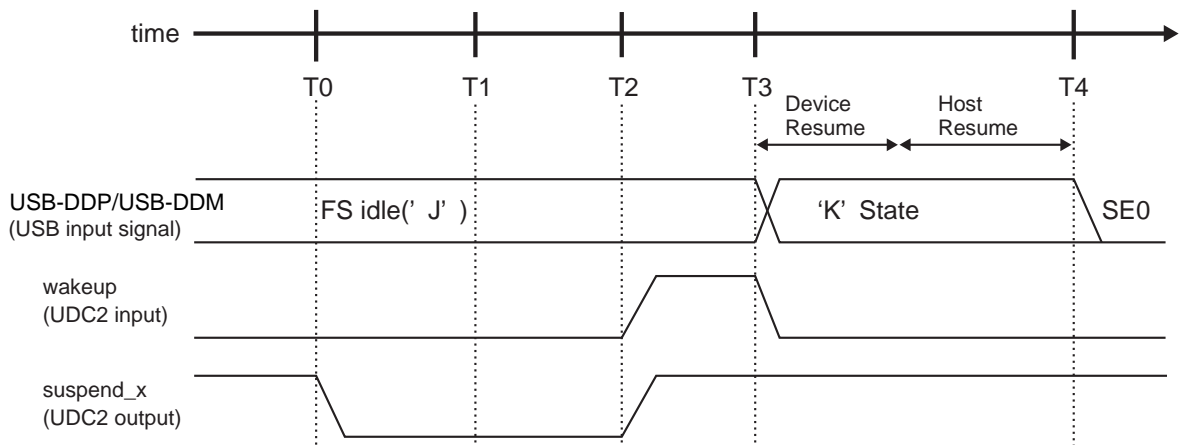 time
T0 T1 T2 T3 T4
Device Resume
Host Resume
USB-DDP/USB-DDM
(USB input signal)
FS idle(' J' )
'K' State
SE0
wakeup
(UDC2 input)
suspend_x
(UDC2 output)